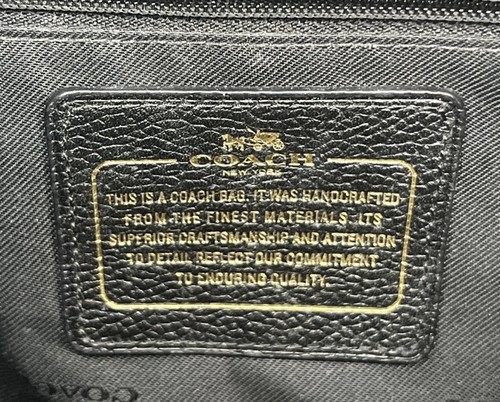 COACH
NEW YORK
THIS IS A COACH BAG. IT WAS HANDCRAFTED
FROM THE FINEST MATERIALS. ITS
SUPERIOR CRAFTSMANSHIP AND ATTENTION
TO DETAIL REFLECT OUR COMMITMENT
TO ENDURING QUALITY.
COACH